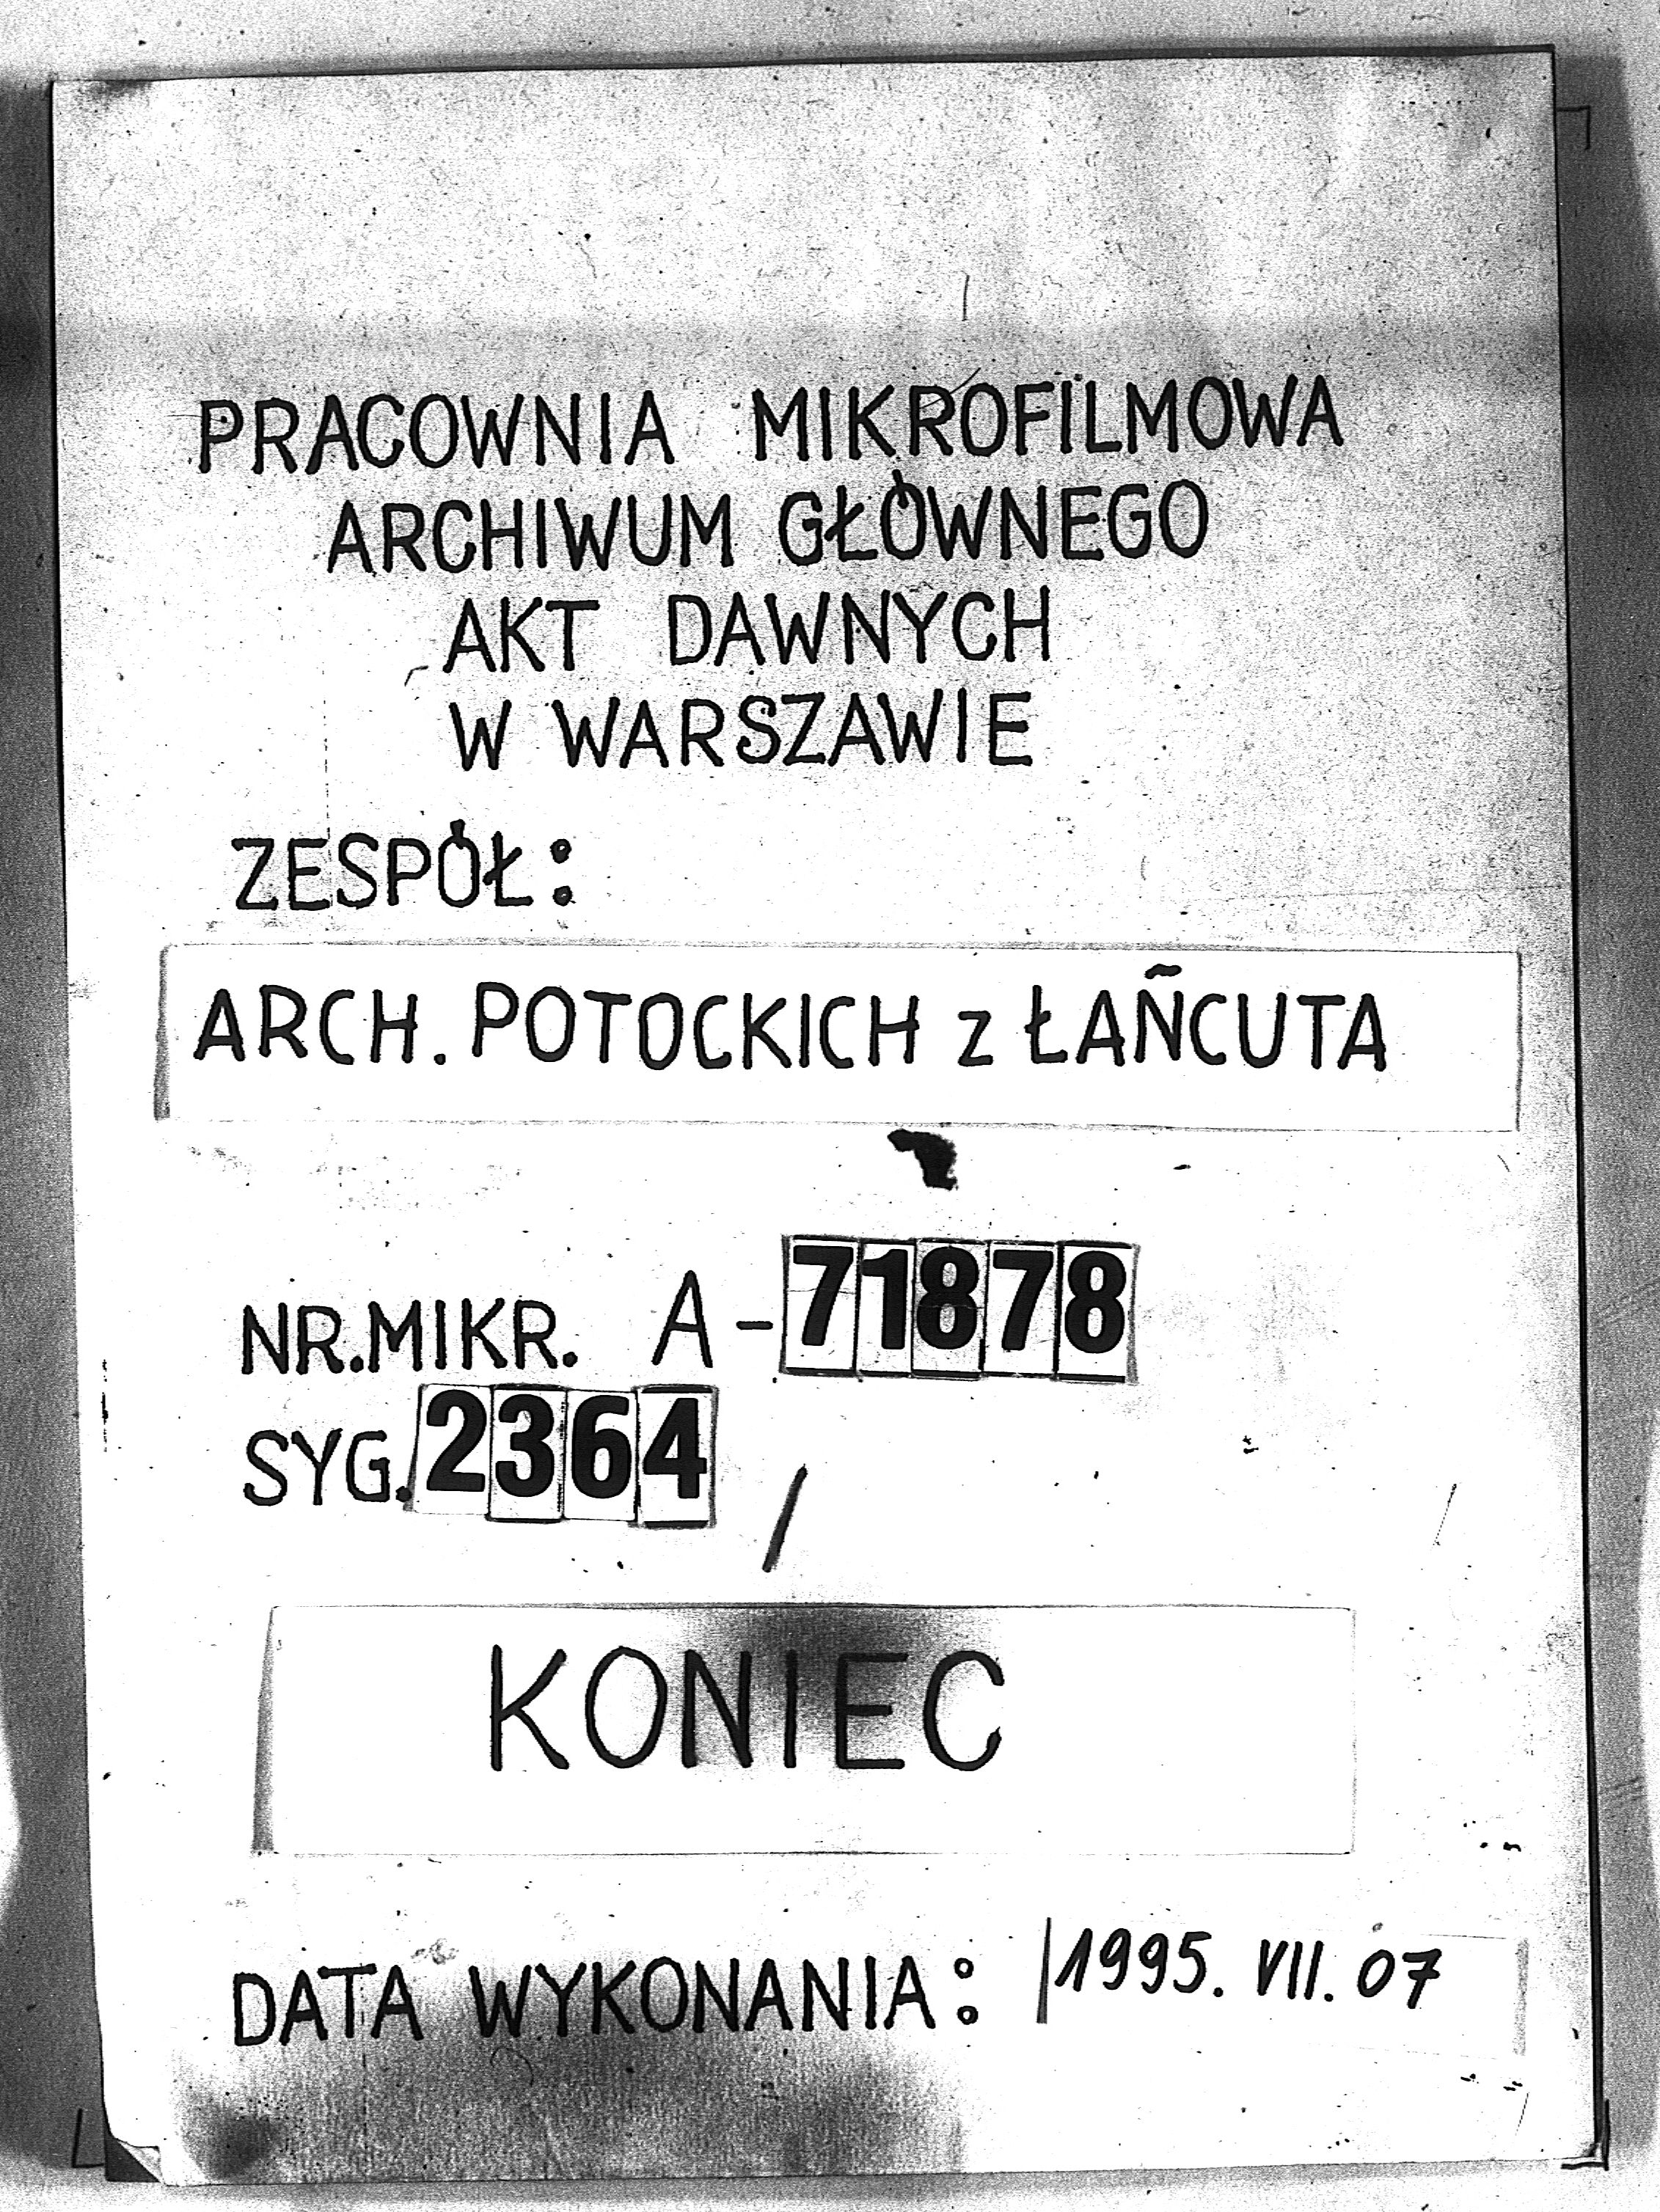 PRACOWNIA MIKROFILMOWA
ARCHIWUM GŁÓWNEGO
AKT DAWNYCH
W WARSZAWIE
ZESPÓŁ:
ARCH. POTOCKICH z ŁAŃCUTA
NR.MIKR. A-71878
SYG. 2364 /
KONIEC
DATA WYKONANIA: 1995. VII. 07